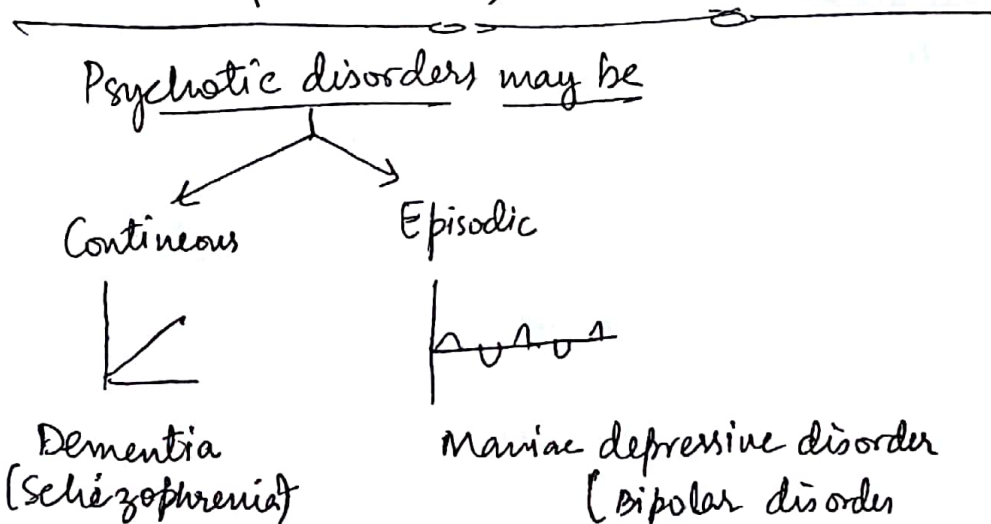 Psychotic disorders may be
Contineous
Episodic
Dementia
(Schizophrenia)
Maniac depressive disorder
(Bipolar disorder